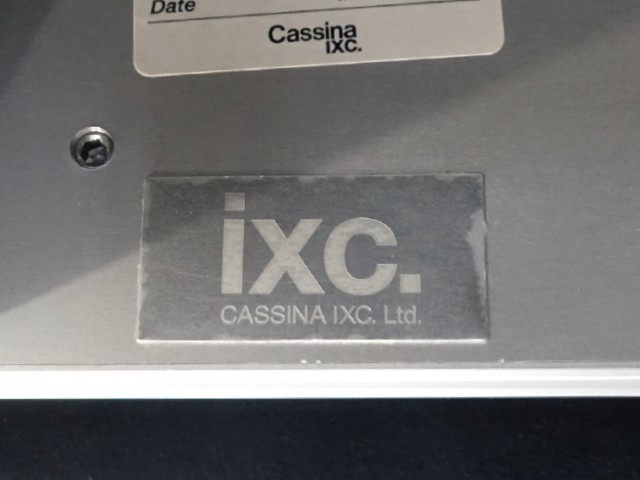 Date
Cassina
IXC.
ixc.
CASSINA IXC. Ltd.